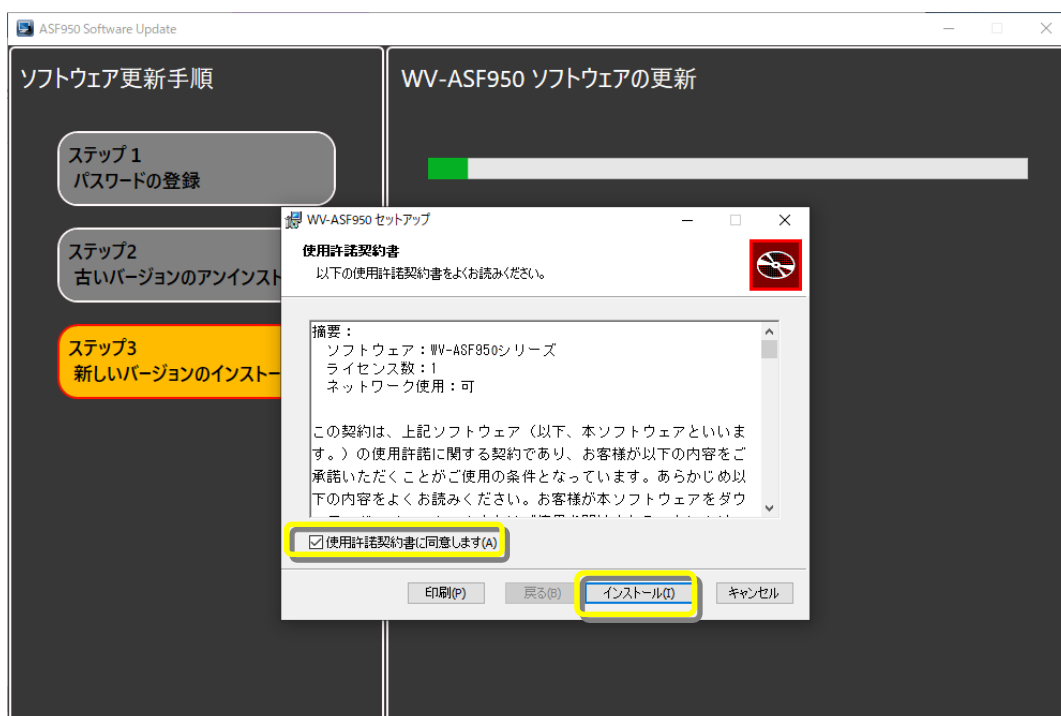 ASF950 Software Update
ソフトウェア更新手順
WV-ASF950 ソフトウェアの更新
ステップ 1
パスワードの登録
ステップ2
古いバージョンのアンインスト
ステップ3
新しいバージョンのインストー
WV-ASF950 セットアップ
使用許諾契約書
以下の使用許諾契約書をよくお読みください。
摘要：
ソフトウェア：WV-ASF950シリーズ
ライセンス数：1
ネットワーク使用：可
この契約は、上記ソフトウェア（以下、本ソフトウェアといいま
す。）の使用許諾に関する契約であり、お客様が以下の内容をご
承諾いただくことがご使用の条件となっています。あらかじめ以
下の内容をよくお読みください。お客様が本ソフトウェアをダウ
使用許諾契約書に同意します(A)
印刷(P)
戻る(B)
インストール(I)
キャンセル